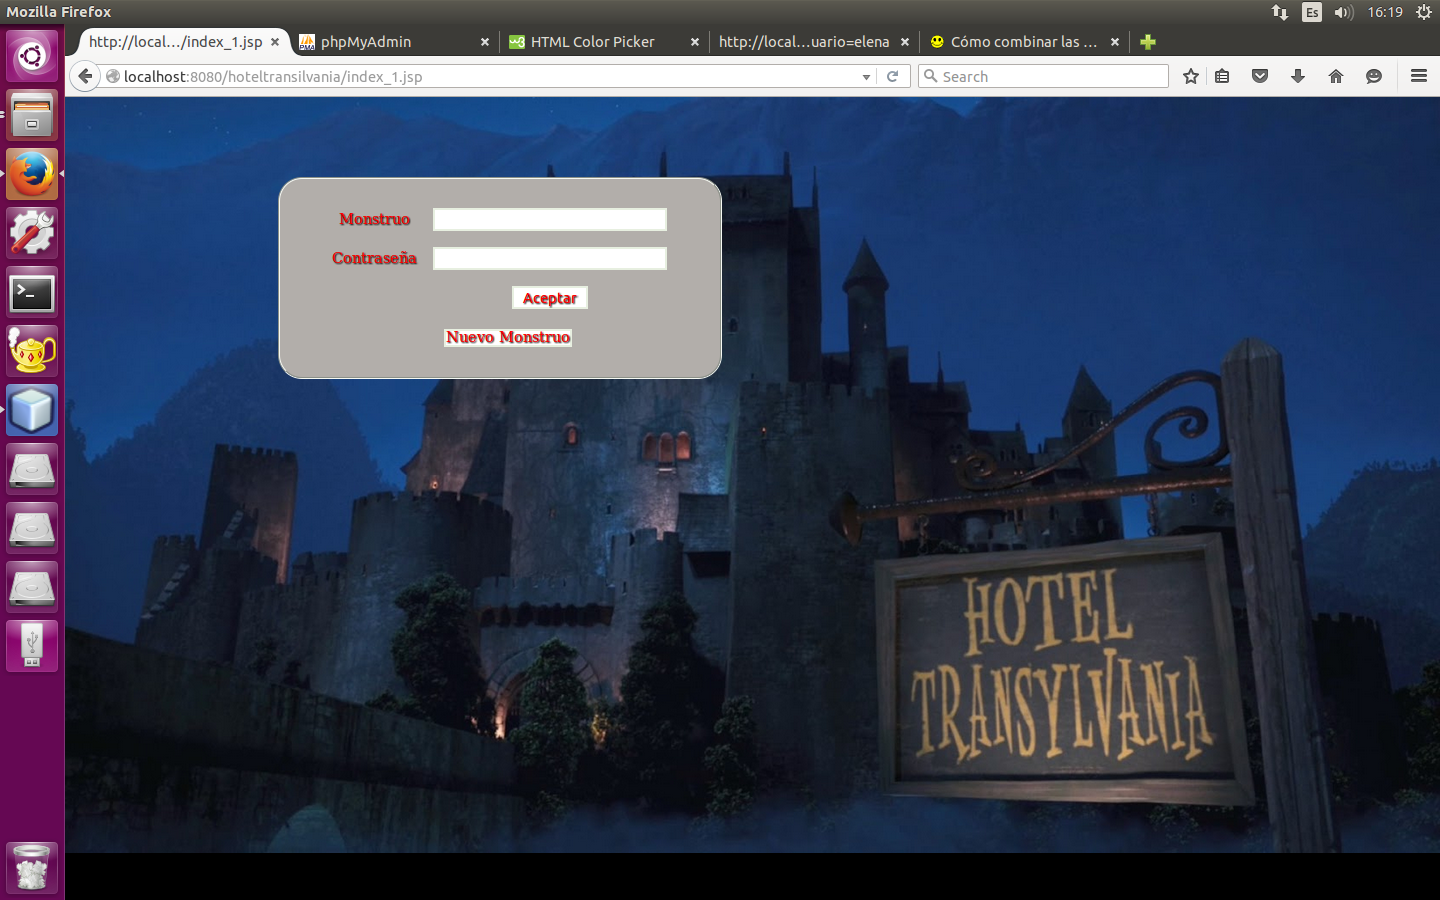 Mozilla Firefox
Es
16:19
http://local.../index_1.jsp
phpMyAdmin
HTML Color Picker
http://local...uario=elena
Cómo combinar las ...
localhost:8080/hoteltransilvania/index_1.jsp
Search
Monstruo
Contraseña
Aceptar
Nuevo Monstruo
HOTEL
TRANSYLVANIA